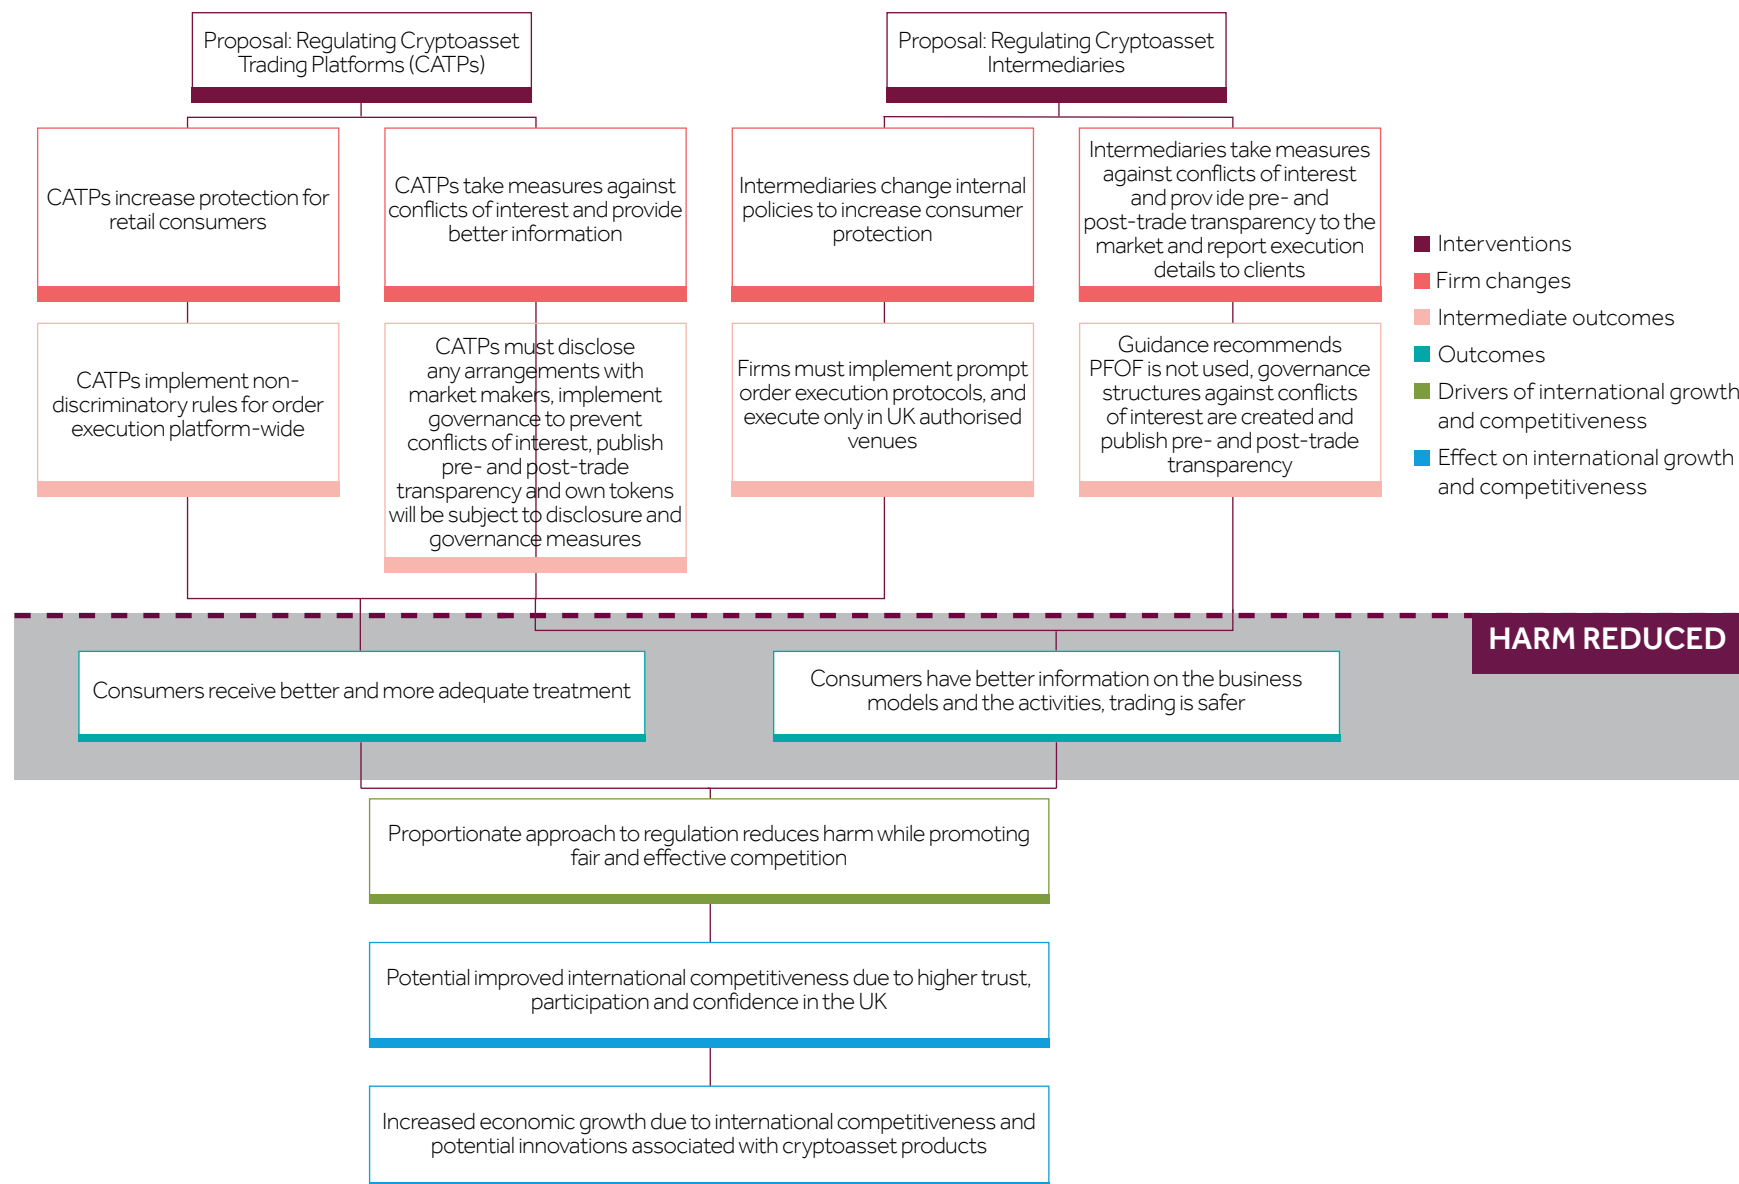 Proposal: Regulating Cryptoasset
Trading Platforms (CATPs)
Proposal: Regulating Cryptoasset
Intermediaries
CATPs increase protection for
retail consumers
CATPs take measures against
conflicts of interest and provide
better information
Intermediaries change internal
policies to increase consumer
protection
Intermediaries take measures
against conflicts of interest
and provide pre- and
post-trade transparency to the
market and report execution
details to clients
CATPs implement non-
discriminatory rules for order
execution platform-wide
CATPs must disclose
any arrangements with
market makers, implement
governance to prevent
conflicts of interest, publish
pre- and post-trade
transparency and own tokens
will be subject to disclosure and
governance measures
Firms must implement prompt
order execution protocols, and
execute only in UK authorised
venues
Guidance recommends
PFOF is not used, governance
structures against conflicts
of interest are created and
publish pre- and post-trade
transparency
Interventions
Firm changes
Intermediate outcomes
Outcomes
Drivers of international growth
and competitiveness
Effect on international growth
and competitiveness
HARM REDUCED
Consumers receive better and more adequate treatment
Consumers have better information on the business
models and the activities, trading is safer
Proportionate approach to regulation reduces harm while promoting
fair and effective competition
Potential improved international competitiveness due to higher trust,
participation and confidence in the UK
Increased economic growth due to international competitiveness and
potential innovations associated with cryptoasset products